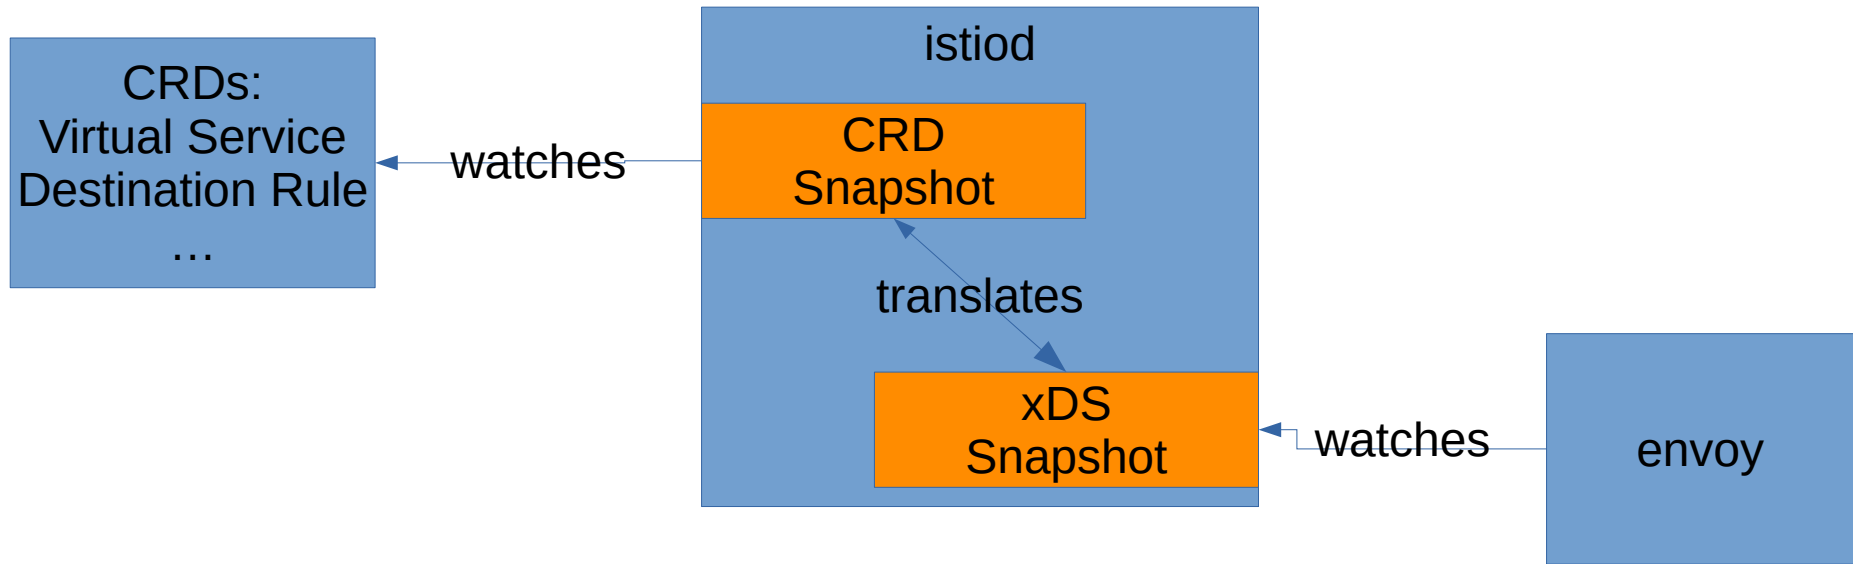 istiod
CRDs:
Virtual Service
Destination Rule
...
watches
CRD
Snapshot
translates
xDS
Snapshot
watches
envoy